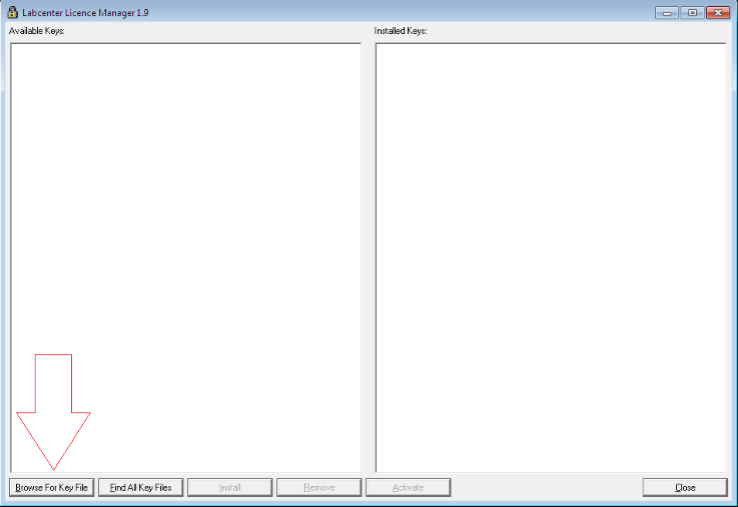 Labcenter Licence Manager 1.9
Available Keys:
Installed Keys:
Browse For Key File
Find All Key Files
Install
Remove
Activate
Close